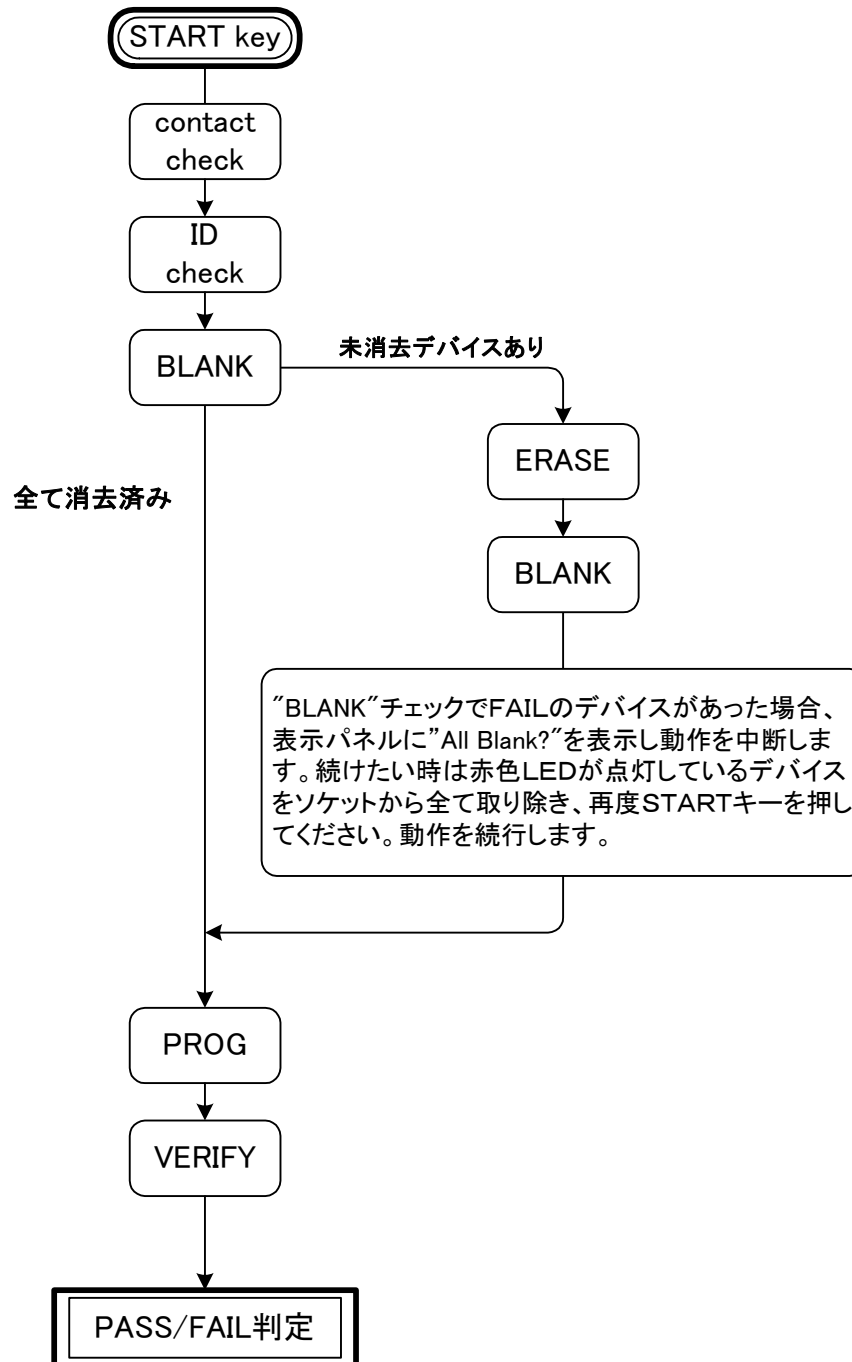 START key
contact
check
ID
check
BLANK
未消去デバイスあり
ERASE
全て消去済み
BLANK
"BLANK"チェックでFAILのデバイスがあった場合、
表示パネルに"All Blank?"を表示し動作を中断しま
す。続けたい時は赤色LEDが点灯しているデバイス
をソケットから全て取り除き、再度STARTキーを押し
てください。動作を続行します。
PROG
VERIFY
PASS/FAIL判定